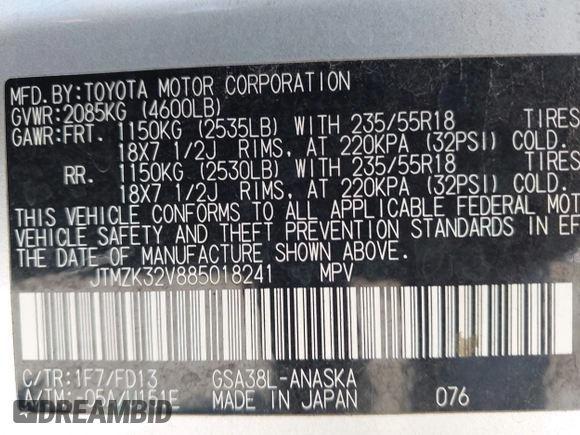 MFD.BY:TOYOTA MOTOR CORPORATION
GVWR:2085KG (4600LB)
GAWR:FRT. 1150KG (2535LB) WITH 235/55R18 TIRES
18X7 1/2J RIMS, AT 220KPA (32PSI) COLD.
RR. 1150KG (2530LB) WITH 235/55R18 TIRES
18X7 1/2J RIMS, AT 220KPA (32PSI) COLD.
THIS VEHICLE CONFORMS TO ALL APPLICABLE FEDERAL MOT
VEHICLE SAFETY AND THEFT PREVENTION STANDARDS IN EF
THE DATE OF MANUFACTURE SHOWN ABOVE.
JTMZK32V885018241 MPV
C/TR:1F7/FD13 GSA38L-ANASKA
A/TM:-05A/U151F MADE IN JAPAN 076
DREAMBID